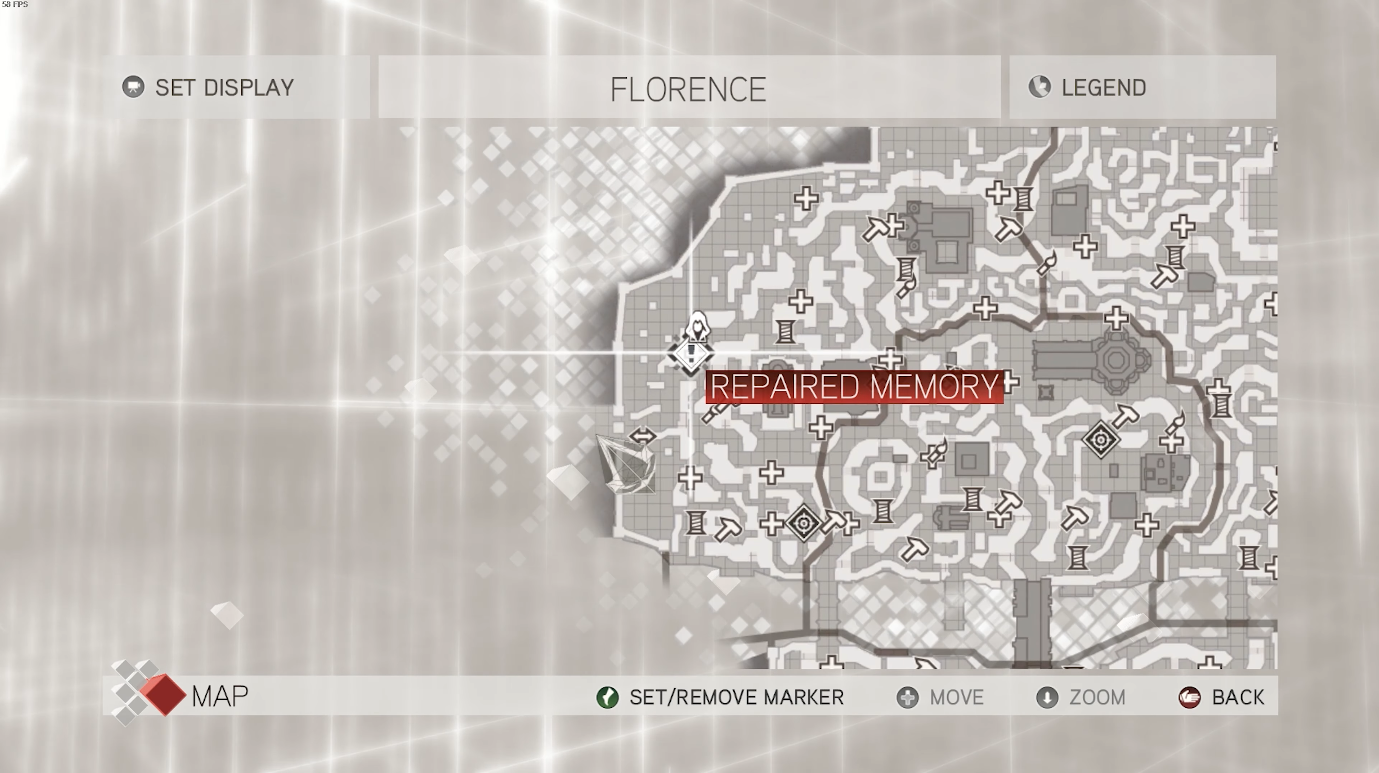 58 FPS
SET DISPLAY
FLORENCE
LEGEND
REPAIRED MEMORY
MAP
SET/REMOVE MARKER
MOVE
ZOOM
BACK